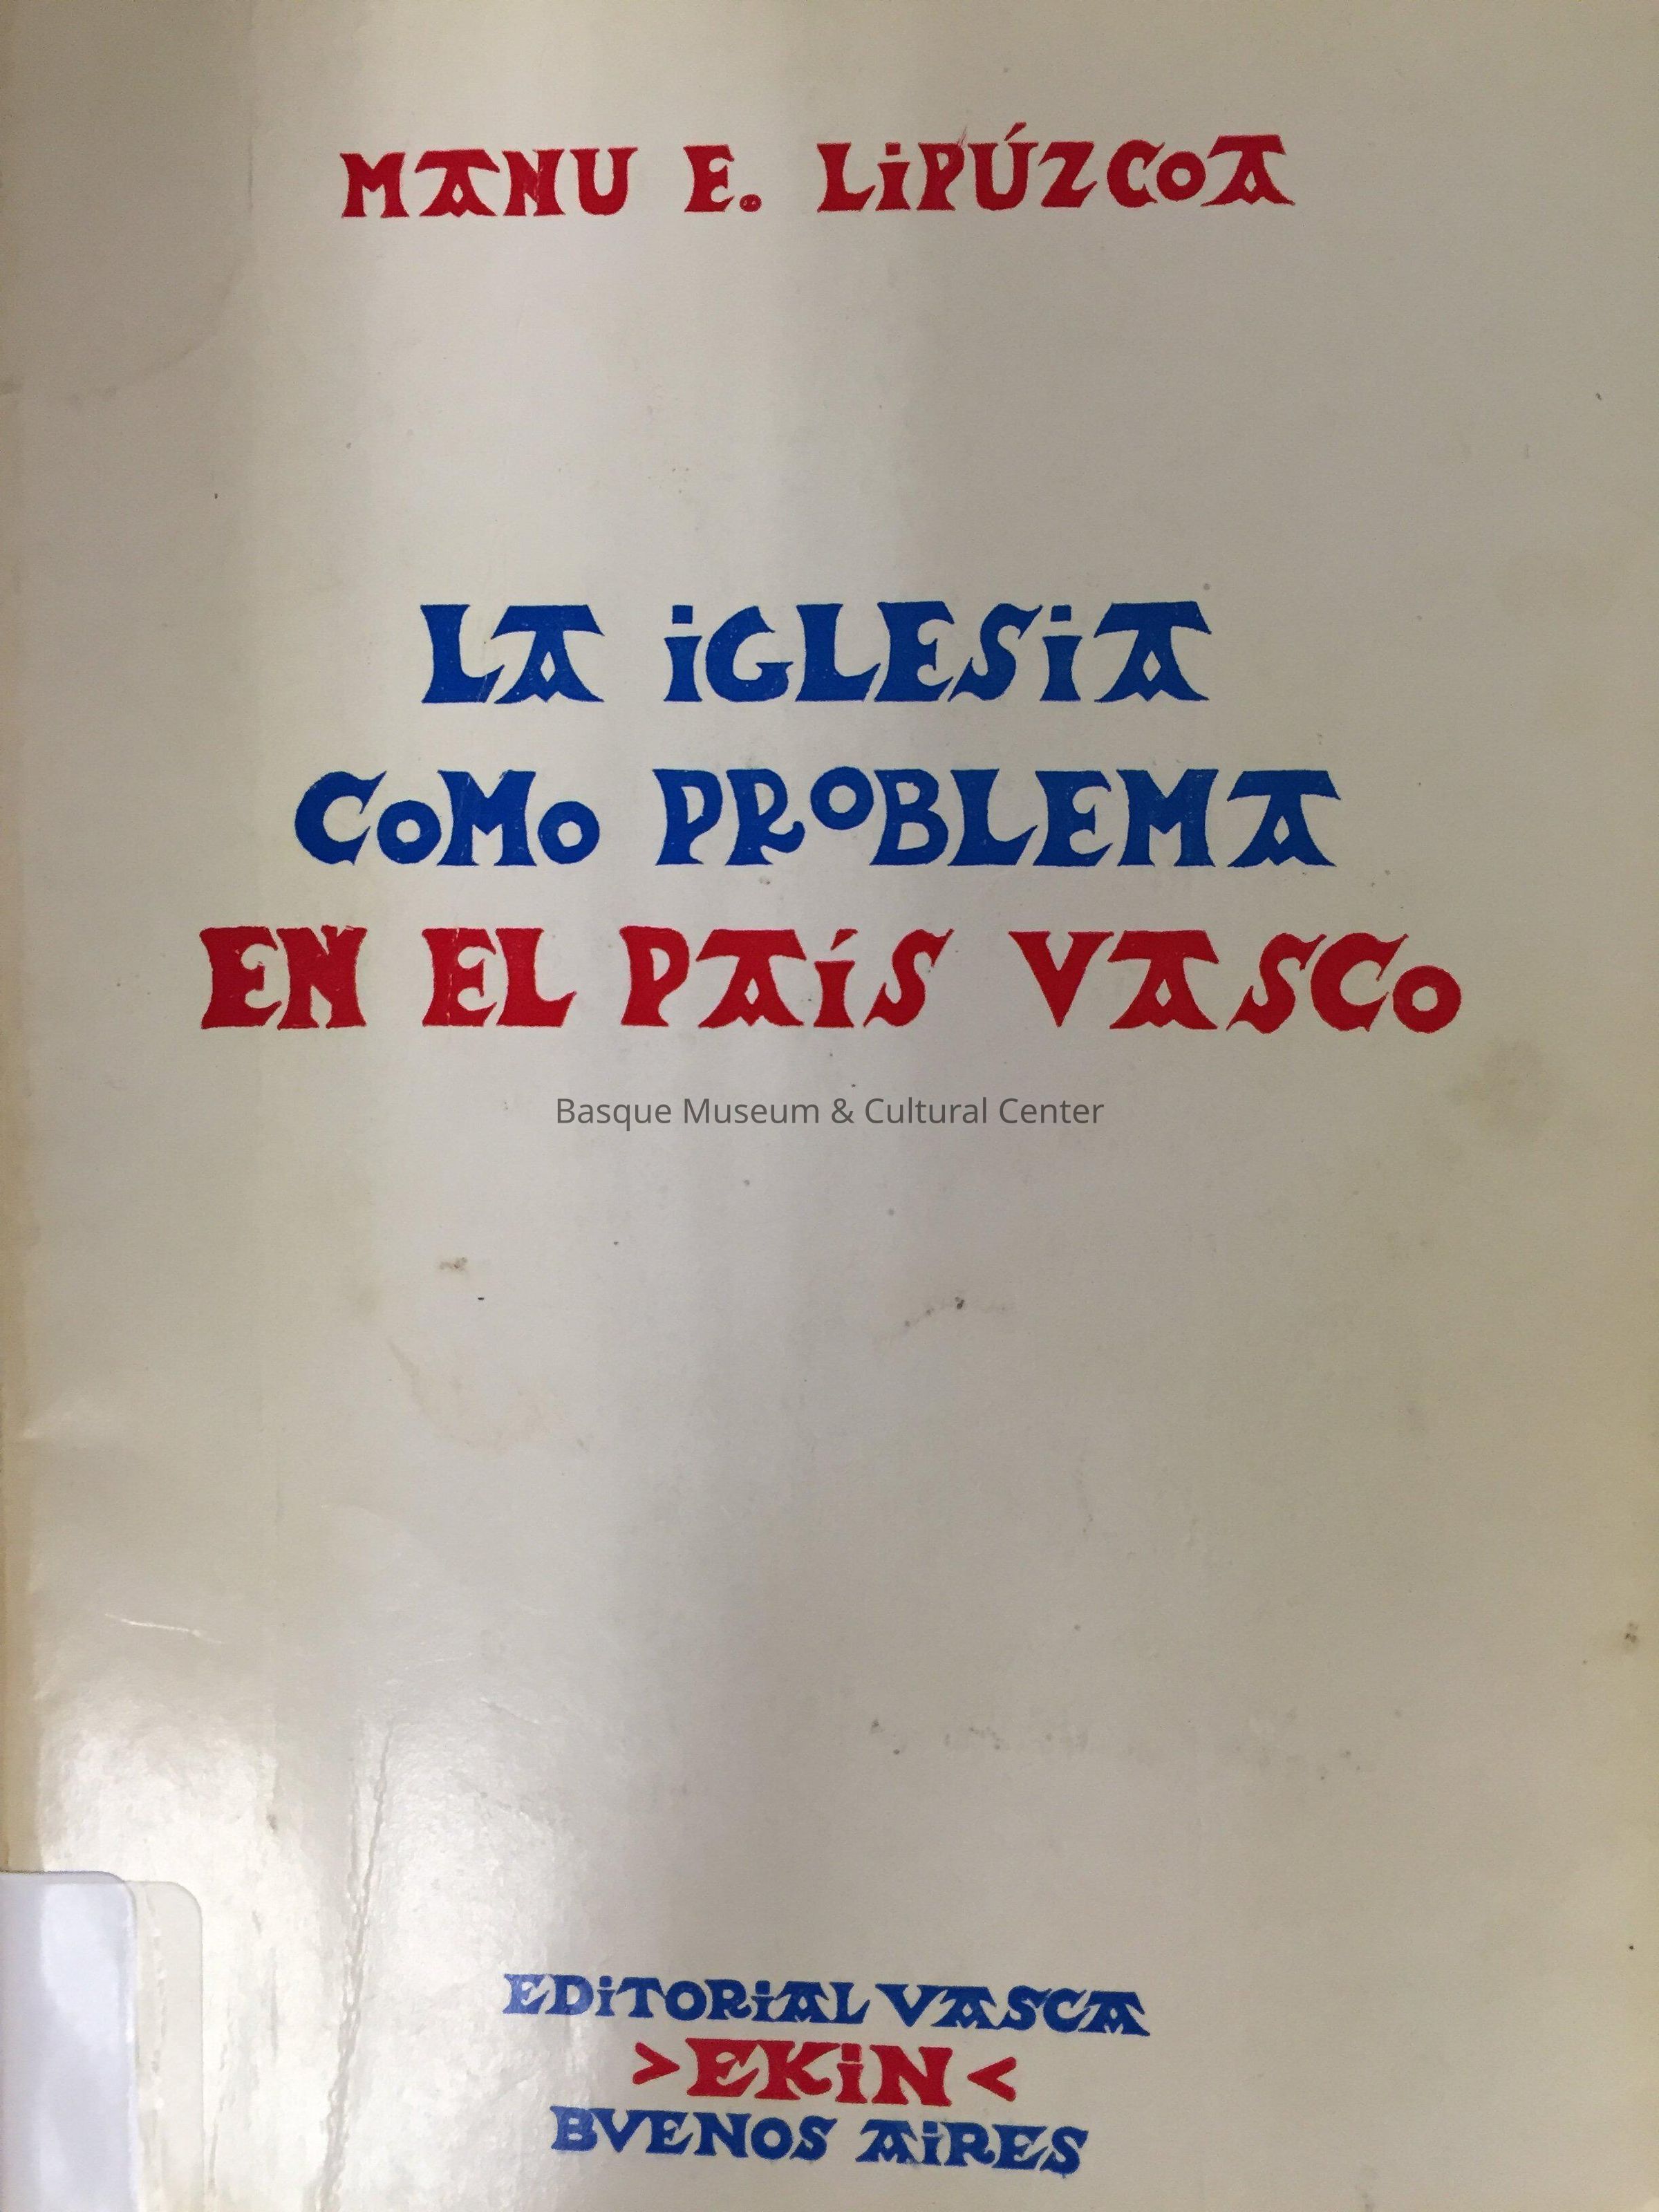 MANU E. LiPÚZCOA
LA iGLESiA
COMO PROBLEMA
EN EL PAíS VASCO
Basque Museum & Cultural Center
EDiTORiAL VASCA
>EKiN<
BVENOS AiRES